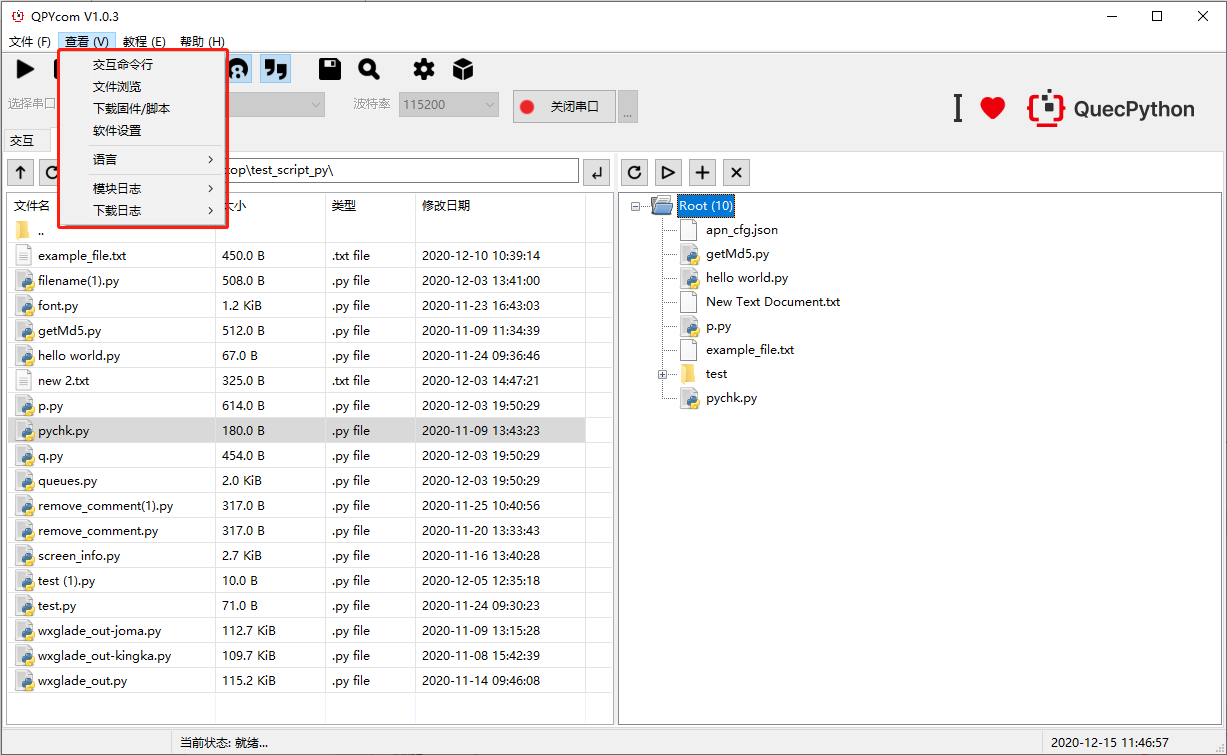 QPYcom V1.0.3
文件 (F) 查看 (V) 教程 (E) 帮助 (H)
交互命令行
文件浏览
下载固件/脚本
软件设置
语言
模块日志
下载日志
选择串口 波特率 115200 关闭串口 ...
I QuecPython
交互
top\test_script_py\
文件名 大小 类型 修改日期
..
example_file.txt 450.0 B .txt file 2020-12-10 10:39:14
filename(1).py 508.0 B .py file 2020-12-03 13:41:00
font.py 1.2 KiB .py file 2020-11-23 16:43:03
getMd5.py 512.0 B .py file 2020-11-09 11:34:39
hello world.py 67.0 B .py file 2020-11-24 09:36:46
new 2.txt 325.0 B .txt file 2020-12-03 14:47:21
p.py 614.0 B .py file 2020-12-03 19:50:29
pychk.py 180.0 B .py file 2020-11-09 13:43:23
q.py 454.0 B .py file 2020-12-03 19:50:29
queues.py 2.0 KiB .py file 2020-12-03 19:50:29
remove_comment(1).py 317.0 B .py file 2020-11-25 10:40:56
remove_comment.py 317.0 B .py file 2020-11-20 13:33:43
screen_info.py 2.7 KiB .py file 2020-11-16 13:40:28
test (1).py 10.0 B .py file 2020-12-05 12:35:18
test.py 71.0 B .py file 2020-11-24 09:30:23
wxglade_out-joma.py 112.7 KiB .py file 2020-11-09 13:15:28
wxglade_out-kingka.py 109.7 KiB .py file 2020-11-08 15:42:39
wxglade_out.py 115.2 KiB .py file 2020-11-14 09:46:08
Root (10)
apn_cfg.json
getMd5.py
hello world.py
New Text Document.txt
p.py
example_file.txt
test
pychk.py
当前状态: 就绪... 2020-12-15 11:46:57